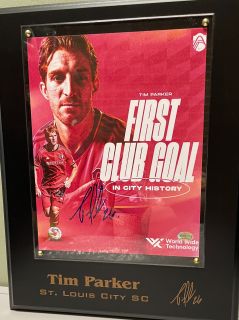 TIM PARKER
FIRST
CLUB GOAL
IN CITY HISTORY
World Wide
Technology
Tim Parker
St. Louis City SC